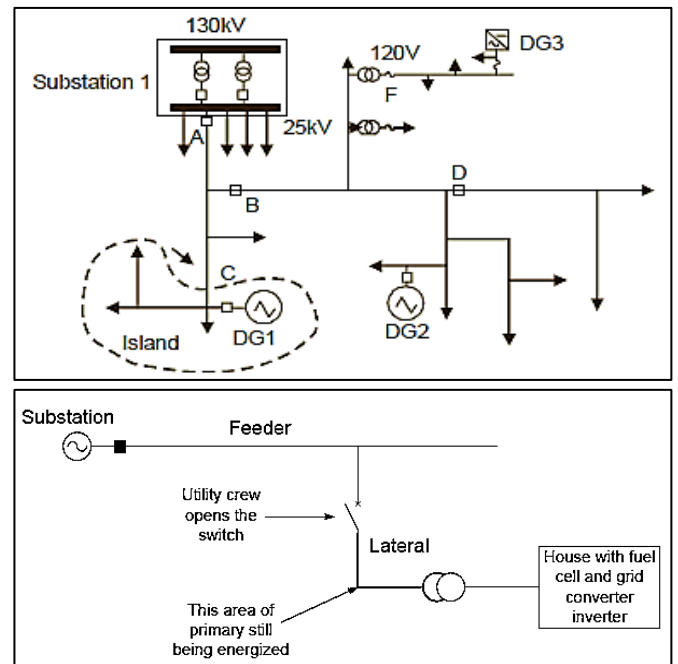 130kV
Substation 1
120V
DG3
F
A
25kV
D
B
C
Island
DG1
DG2
Substation
Feeder
Utility crew
opens the
switch
Lateral
House with fuel
cell and grid
converter
inverter
This area of
primary still
being energized